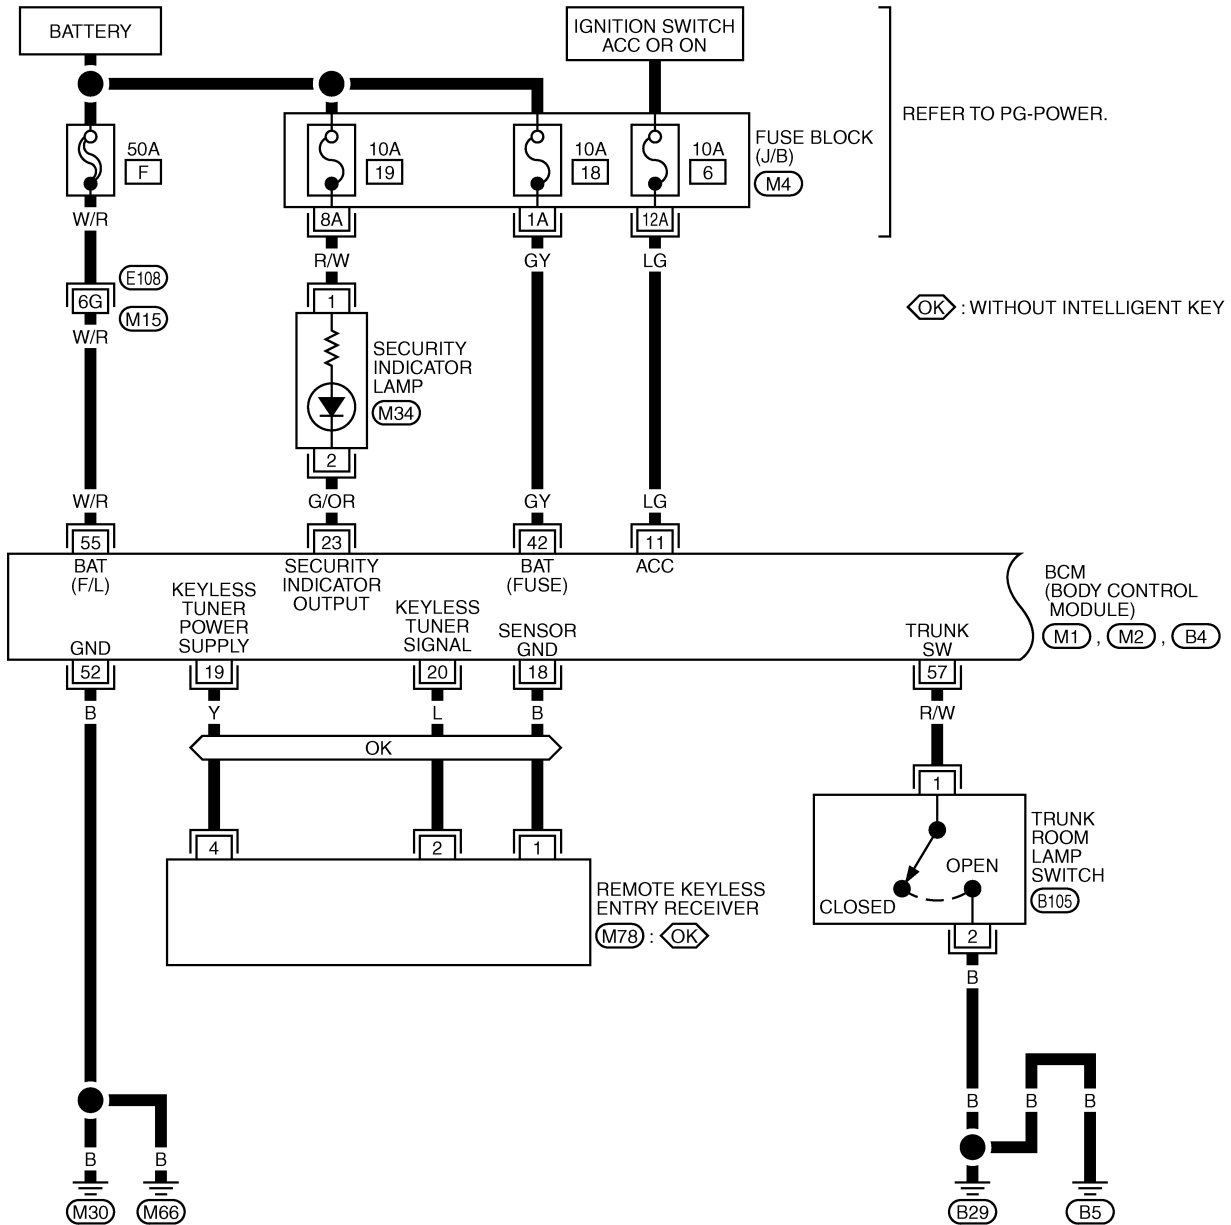 BATTERY
IGNITION SWITCH
ACC OR ON
REFER TO PG-POWER.
50A
F
10A
19
10A
18
10A
6
FUSE BLOCK
(J/B)
M4
W/R
8A
1A
12A
R/W
GY
LG
E108
6G
M15
W/R
1
OK : WITHOUT INTELLIGENT KEY
SECURITY
INDICATOR
LAMP
M34
2
W/R
G/OR
GY
LG
55
23
42
11
BAT
(F/L)
SECURITY
INDICATOR
OUTPUT
BAT
(FUSE)
ACC
BCM
(BODY CONTROL
MODULE)
M1 , M2 , B4
GND
KEYLESS
TUNER
POWER
SUPPLY
KEYLESS
TUNER
SIGNAL
SENSOR
GND
TRUNK
SW
52
19
20
18
57
B
Y
L
B
R/W
OK
1
4
2
1
TRUNK
ROOM
LAMP
SWITCH
B105
OPEN
CLOSED
2
REMOTE KEYLESS
ENTRY RECEIVER
M78 : OK
B
B
B
B
B
B
M30
M66
B29
B5